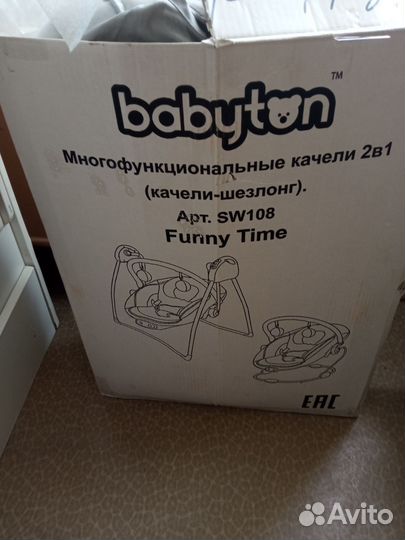 babyton™
Многофункциональные качели 2в1
(качели-шезлонг).
Арт. SW108
Funny Time
EAC
Avito